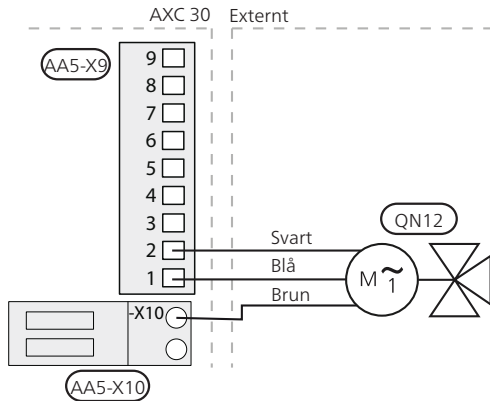 AXC 30
Externt
AA5-X9
9
8
7
6
5
4
3
2
1
Svart
Blå
Brun
QN12
M ~
1
-X10
AA5-X10